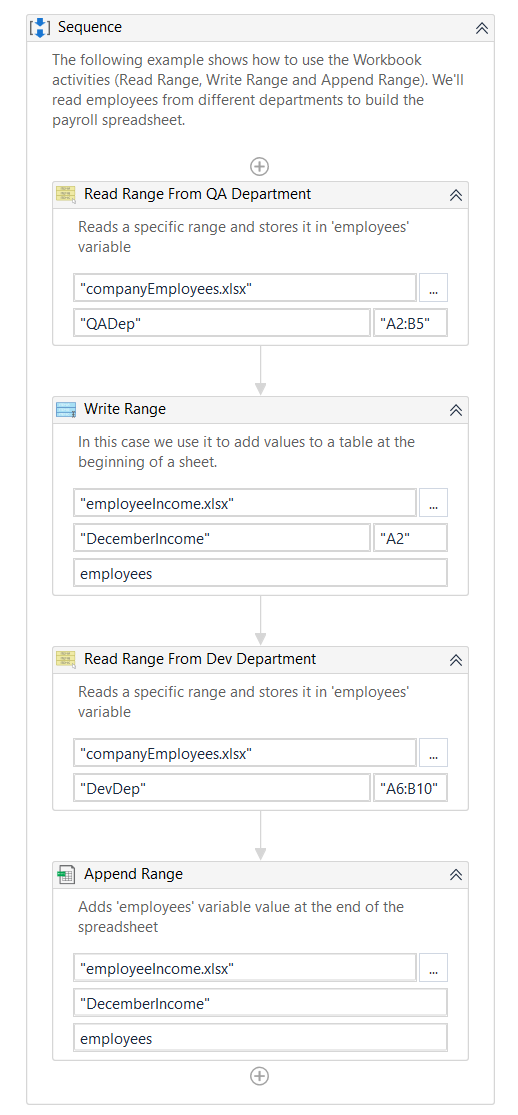 Sequence
The following example shows how to use the Workbook
activities (Read Range, Write Range and Append Range). We'll
read employees from different departments to build the
payroll spreadsheet.
Read Range From QA Department
Reads a specific range and stores it in 'employees'
variable
"companyEmployees.xlsx" ...
"QADep" "A2:B5"
Write Range
In this case we use it to add values to a table at the
beginning of a sheet.
"employeeIncome.xlsx" ...
"DecemberIncome" "A2"
employees
Read Range From Dev Department
Reads a specific range and stores it in 'employees'
variable
"companyEmployees.xlsx" ...
"DevDep" "A6:B10"
Append Range
Adds 'employees' variable value at the end of the
spreadsheet
"employeeIncome.xlsx" ...
"DecemberIncome"
employees